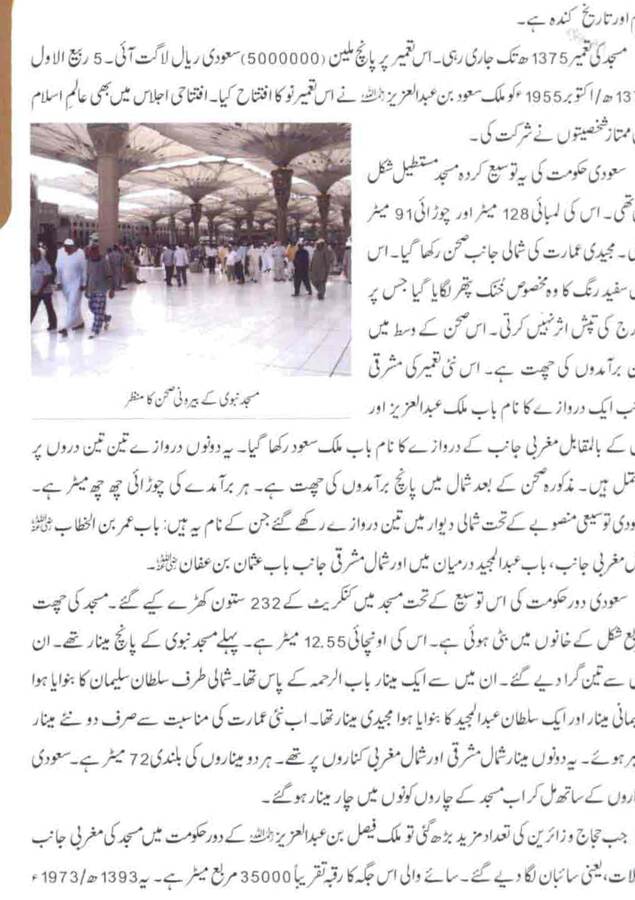 اور تاریخ کندہ ہے۔
مسجد کی تعمیر 1375ھ تک جاری رہی۔ اس تعمیر پر پانچ ملین (5000000) سعودی ریال لاگت آئی۔ 5 ربیع الاول
ھ/اکتوبر 1955ء کو ملک سعود بن عبدالعزیز رحمہ اللہ نے اس تعمیر نو کا افتتاح کیا۔ افتتاحی اجلاس میں بھی عالم اسلام
ممتاز شخصیتوں نے شرکت کی۔
سعودی حکومت کی یہ توسیع کردہ مسجد مستطیل شکل
تھی۔ اس کی لمبائی 128 میٹر اور چوڑائی 91 میٹر
۔ مجیدی عمارت کی شمالی جانب صحن رکھا گیا۔ اس
سفید رنگ کا وہ مخصوص خنک پتھر لگایا گیا جس پر
کی تپش اثر نہیں کرتی۔ اس صحن کے وسط میں
برآمدوں کی چھت ہے۔ اس نئی تعمیر کی مشرقی
ایک دروازے کا نام باب ملک عبدالعزیز اور
مسجد نبوی کے بیرونی صحن کا منظر
کے بالمقابل مغربی جانب کے دروازے کا نام باب ملک سعود رکھا گیا۔ یہ دونوں دروازے تین تین دروں پر
ہیں۔ مذکورہ صحن کے بعد شمال میں پانچ برآمدوں کی چھت ہے۔ ہر برآمدے کی چوڑائی چھ چھ میٹر ہے۔
توسیعی منصوبے کے تحت شمالی دیوار میں تین دروازے رکھے گئے جن کے نام یہ ہیں: باب عمر بن الخطاب رضی اللہ عنہ
مغربی جانب، باب عبدالمجید درمیان میں اور شمال مشرقی جانب باب عثمان بن عفان رضی اللہ عنہ۔
سعودی دور حکومت کی اس توسیع کے تحت مسجد میں کنکریٹ کے 232 ستون کھڑے کیے گئے۔ مسجد کی چھت
شکل کے خانوں میں بٹی ہوئی ہے۔ اس کی اونچائی 12.55 میٹر ہے۔ پہلے مسجد نبوی کے پانچ مینار تھے۔ ان
سے تین گرا دیے گئے۔ ان میں سے ایک مینار باب الرحمہ کے پاس تھا۔ شمالی طرف سلطان سلیمان کا بنوایا ہوا
مینار اور ایک سلطان عبدالمجید کا بنوایا ہوا مجیدی مینار تھا۔ اب نئی عمارت کی مناسبت سے صرف دو نئے مینار
ہوئے۔ یہ دونوں مینار شمال مشرقی اور شمال مغربی کناروں پر تھے۔ ہر دو میناروں کی بلندی 72 میٹر ہے۔ سعودی
کے ساتھ مل کر اب مسجد کے چاروں کونوں میں چار مینار ہو گئے۔
جب حجاج و زائرین کی تعداد مزید بڑھ گئی تو ملک فیصل بن عبدالعزیز رحمہ اللہ کے دور حکومت میں مسجد کی مغربی جانب
یعنی سائبان لگا دیے گئے۔ سائے والی اس جگہ کا رقبہ تقریباً 35000 مربع میٹر ہے۔ یہ 1393ھ/1973ء